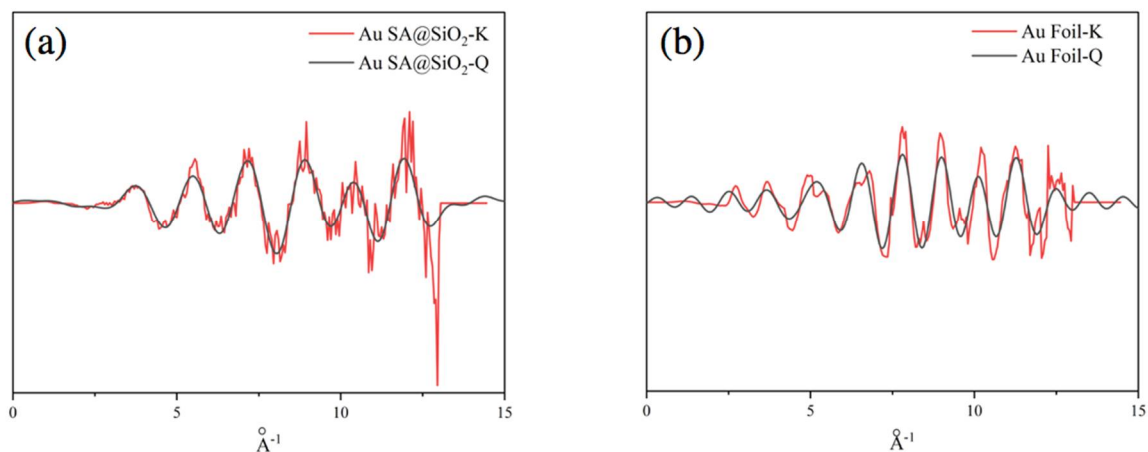 (a)
Au SA@SiO₂-K
Au SA@SiO₂-Q
0 5 10 15
Å⁻¹
(b)
Au Foil-K
Au Foil-Q
0 5 10 15
Å⁻¹